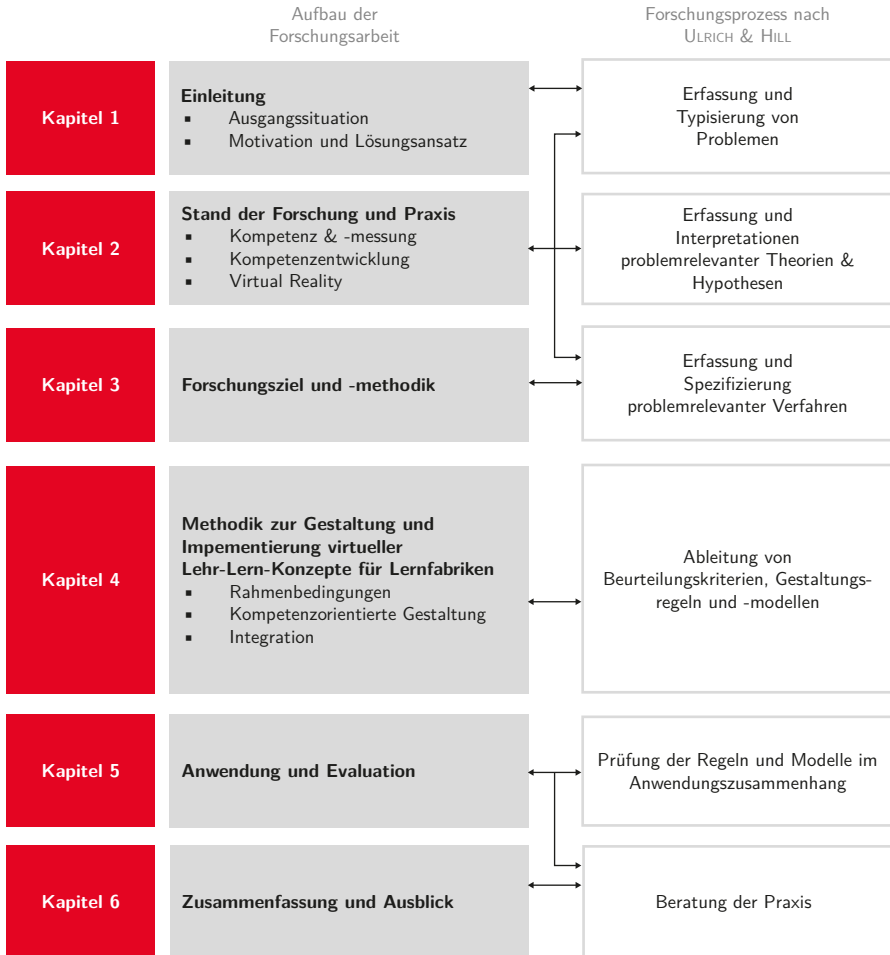 Aufbau der
Forschungsarbeit
Forschungsprozess nach
ULRICH & HILL
Kapitel 1
Einleitung
▪ Ausgangssituation
▪ Motivation und Lösungsansatz
Erfassung und
Typisierung von
Problemen
Kapitel 2
Stand der Forschung und Praxis
▪ Kompetenz & -messung
▪ Kompetenzentwicklung
▪ Virtual Reality
Erfassung und
Interpretationen
problemrelevanter Theorien &
Hypothesen
Kapitel 3
Forschungsziel und -methodik
Erfassung und
Spezifizierung
problemrelevanter Verfahren
Kapitel 4
Methodik zur Gestaltung und
Impementierung virtueller
Lehr-Lern-Konzepte für Lernfabriken
▪ Rahmenbedingungen
▪ Kompetenzorientierte Gestaltung
▪ Integration
Ableitung von
Beurteilungskriterien, Gestaltungs-
regeln und -modellen
Kapitel 5
Anwendung und Evaluation
Prüfung der Regeln und Modelle im
Anwendungszusammenhang
Kapitel 6
Zusammenfassung und Ausblick
Beratung der Praxis